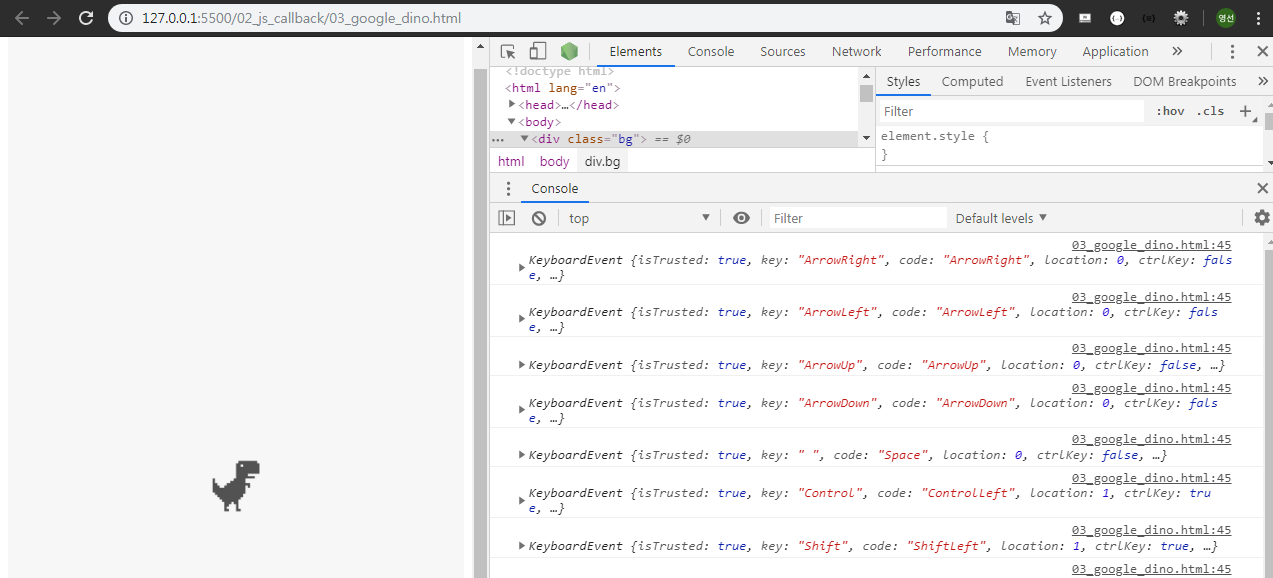 127.0.0.1:5500/02_js_callback/03_google_dino.html
영선
Elements Console Sources Network Performance Memory Application »
<!doctype html>
<html lang="en">
<head>…</head>
<body>
… <div class="bg"> == $0
html body div.bg
Styles Computed Event Listeners DOM Breakpoints »
Filter :hov .cls +
element.style {
}
Console
top Filter Default levels
03_google_dino.html:45
KeyboardEvent {isTrusted: true, key: "ArrowRight", code: "ArrowRight", location: 0, ctrlKey: fals
e, …}
03_google_dino.html:45
KeyboardEvent {isTrusted: true, key: "ArrowLeft", code: "ArrowLeft", location: 0, ctrlKey: fals
e, …}
03_google_dino.html:45
KeyboardEvent {isTrusted: true, key: "ArrowUp", code: "ArrowUp", location: 0, ctrlKey: false, …}
03_google_dino.html:45
KeyboardEvent {isTrusted: true, key: "ArrowDown", code: "ArrowDown", location: 0, ctrlKey: fals
e, …}
03_google_dino.html:45
KeyboardEvent {isTrusted: true, key: " ", code: "Space", location: 0, ctrlKey: false, …}
03_google_dino.html:45
KeyboardEvent {isTrusted: true, key: "Control", code: "ControlLeft", location: 1, ctrlKey: tru
e, …}
03_google_dino.html:45
KeyboardEvent {isTrusted: true, key: "Shift", code: "ShiftLeft", location: 1, ctrlKey: true, …}
03_google_dino.html:45